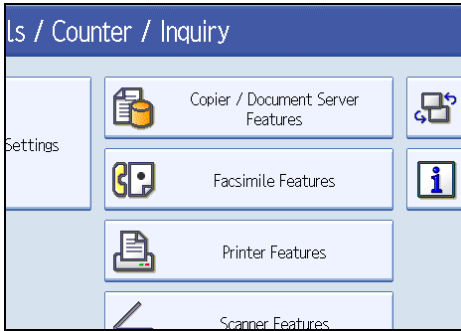 ls / Counter / Inquiry
Copier / Document Server
Features
Settings
Facsimile Features
Printer Features
Scanner Features